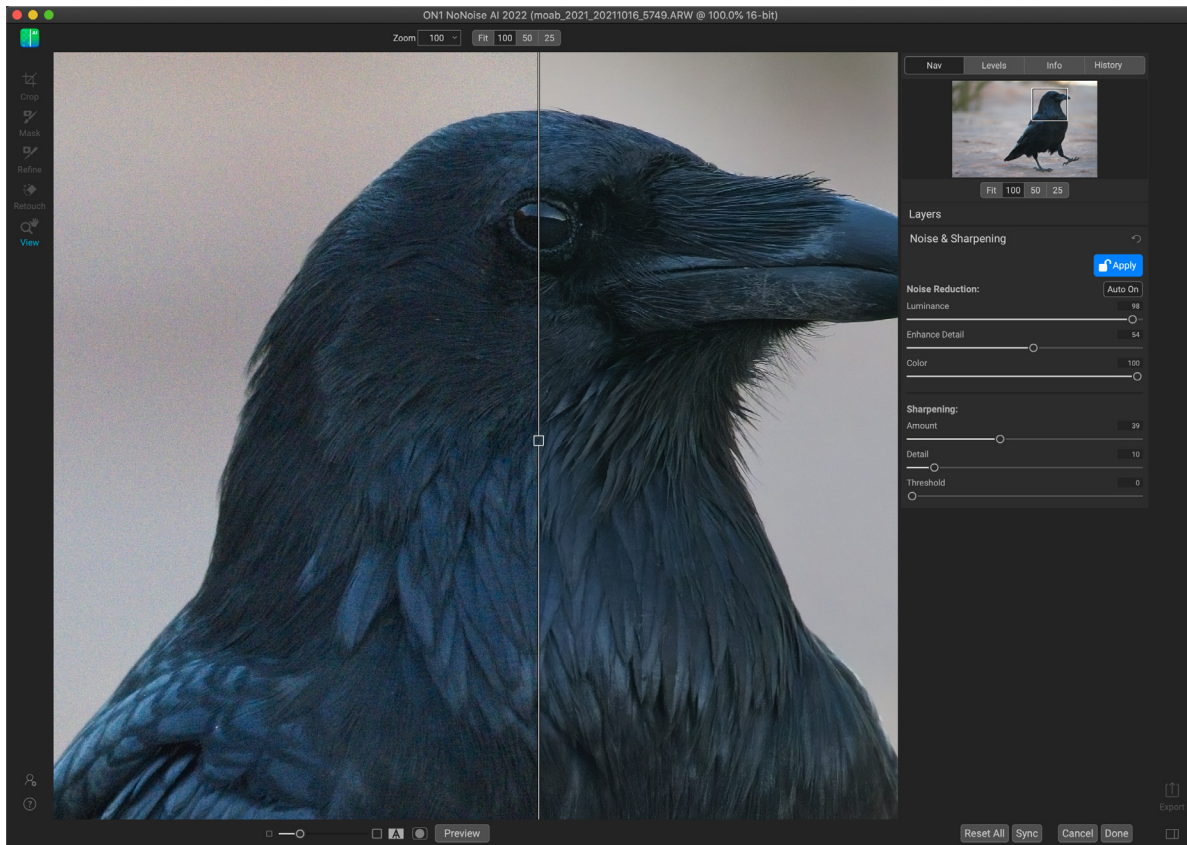 ON1 NoNoise AI 2022 (moab_2021_20211016_5749.ARW @ 100.0% 16-bit)
AI
Zoom 100 Fit 100 50 25
Crop
Mask
Refine
Retouch
View
Nav Levels Info History
Fit 100 50 25
Layers
Noise & Sharpening
Apply
Noise Reduction: Auto On
Luminance 98
Enhance Detail 54
Color 100
Sharpening:
Amount 39
Detail 10
Threshold 0
?
A Preview
Reset All Sync Cancel Done
Export